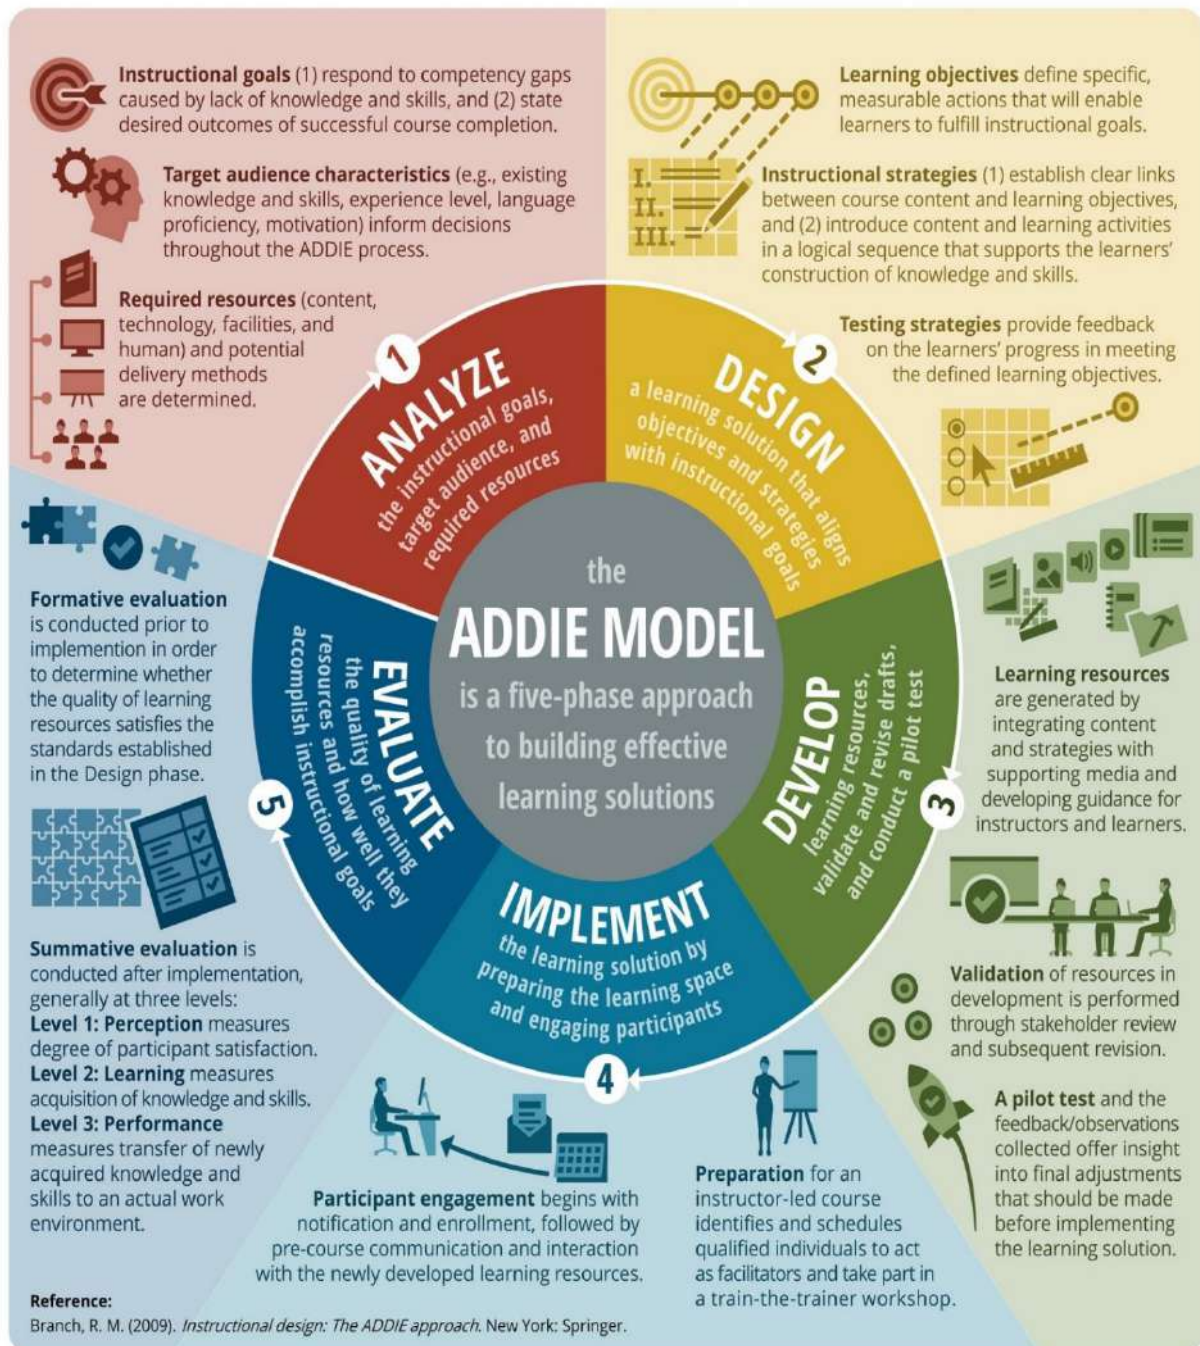 Instructional goals (1) respond to competency gaps
caused by lack of knowledge and skills, and (2) state
desired outcomes of successful course completion.
Target audience characteristics (e.g., existing
knowledge and skills, experience level, language
proficiency, motivation) inform decisions
throughout the ADDIE process.
Required resources (content,
technology, facilities, and
human) and potential
delivery methods
are determined.
1
ANALYZE
the instructional goals,
target audience, and
required resources
Learning objectives define specific,
measurable actions that will enable
learners to fulfill instructional goals.
I.
II.
III.
Instructional strategies (1) establish clear links
between course content and learning objectives,
and (2) introduce content and learning activities
in a logical sequence that supports the learners'
construction of knowledge and skills.
Testing strategies provide feedback
on the learners' progress in meeting
the defined learning objectives.
2
DESIGN
a learning solution that aligns
objectives and strategies
with instructional goals
the
ADDIE MODEL
is a five-phase approach
to building effective
learning solutions
3
DEVELOP
learning resources,
validate and revise drafts,
and conduct a pilot test
Learning resources
are generated by
integrating content
and strategies with
supporting media and
developing guidance for
instructors and learners.
Validation of resources in
development is performed
through stakeholder review
and subsequent revision.
A pilot test and the
feedback/observations
collected offer insight
into final adjustments
that should be made
before implementing
the learning solution.
IMPLEMENT
the learning solution by
preparing the learning space
and engaging participants
4
Participant engagement begins with
notification and enrollment, followed by
pre-course communication and interaction
with the newly developed learning resources.
Preparation for an
instructor-led course
identifies and schedules
qualified individuals to act
as facilitators and take part in
a train-the-trainer workshop.
5
EVALUATE
the quality of learning
resources and how well they
accomplish instructional goals
Formative evaluation
is conducted prior to
implemention in order
to determine whether
the quality of learning
resources satisfies the
standards established
in the Design phase.
Summative evaluation is
conducted after implementation,
generally at three levels:
Level 1: Perception measures
degree of participant satisfaction.
Level 2: Learning measures
acquisition of knowledge and skills.
Level 3: Performance
measures transfer of newly
acquired knowledge and
skills to an actual work
environment.
Reference:
Branch, R. M. (2009). Instructional design: The ADDIE approach. New York: Springer.